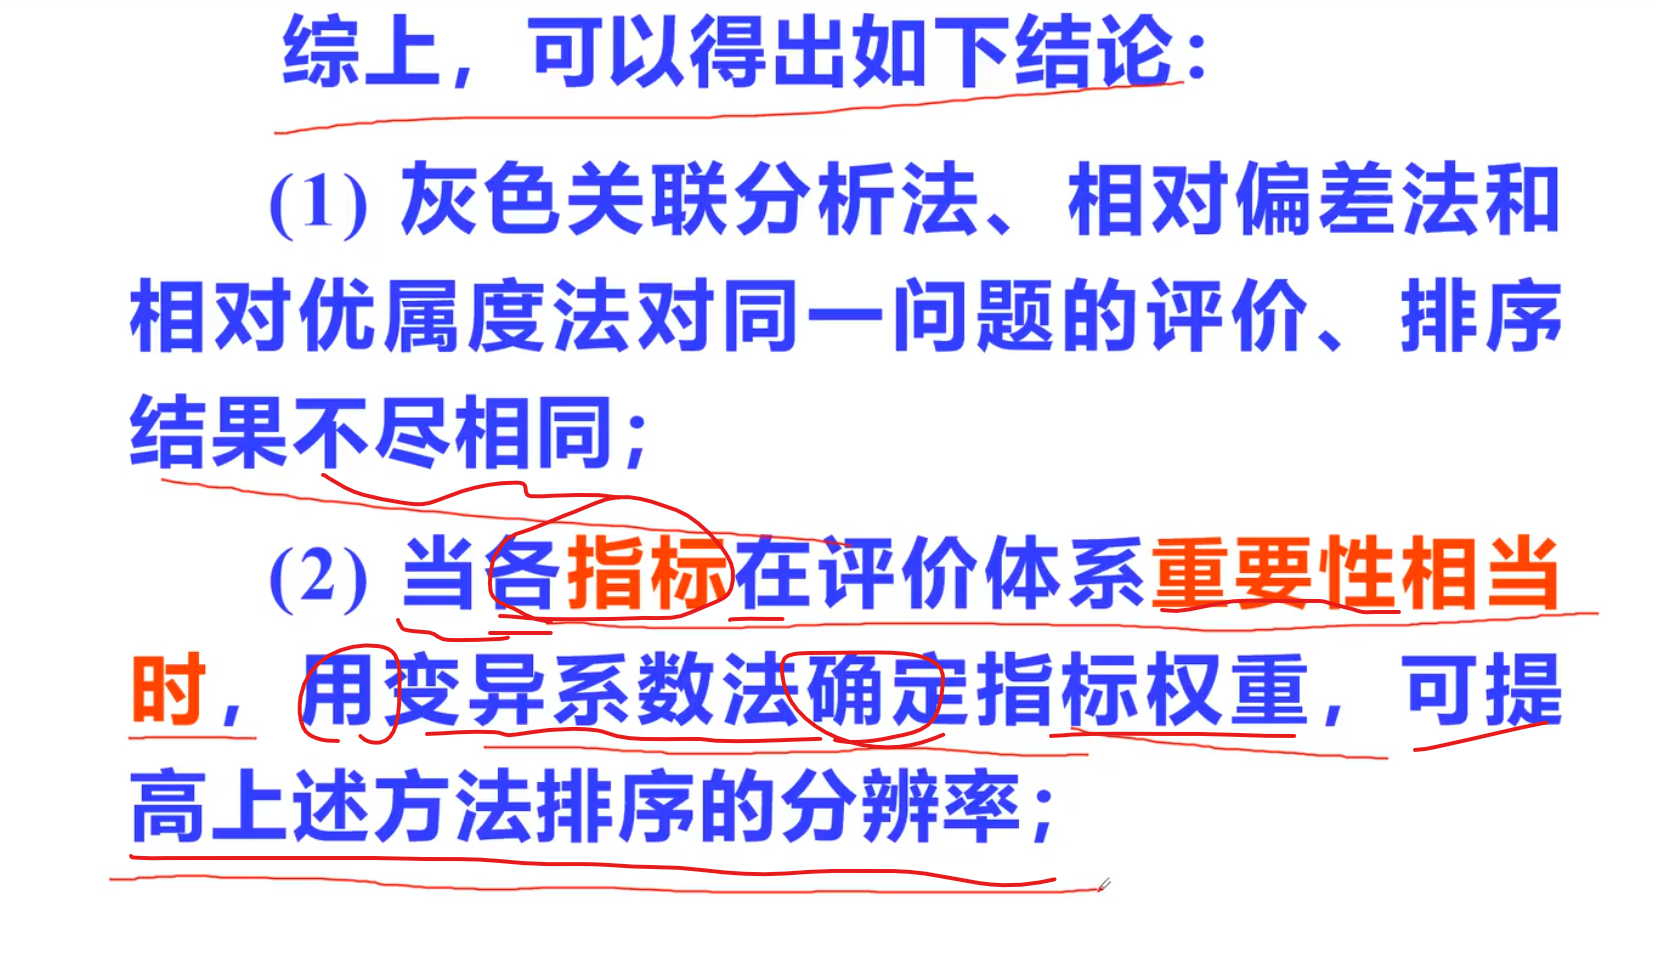 综上，可以得出如下结论：
(1) 灰色关联分析法、相对偏差法和
相对优属度法对同一问题的评价、排序
结果不尽相同；
(2) 当各指标在评价体系重要性相当
时，用变异系数法确定指标权重，可提
高上述方法排序的分辨率；